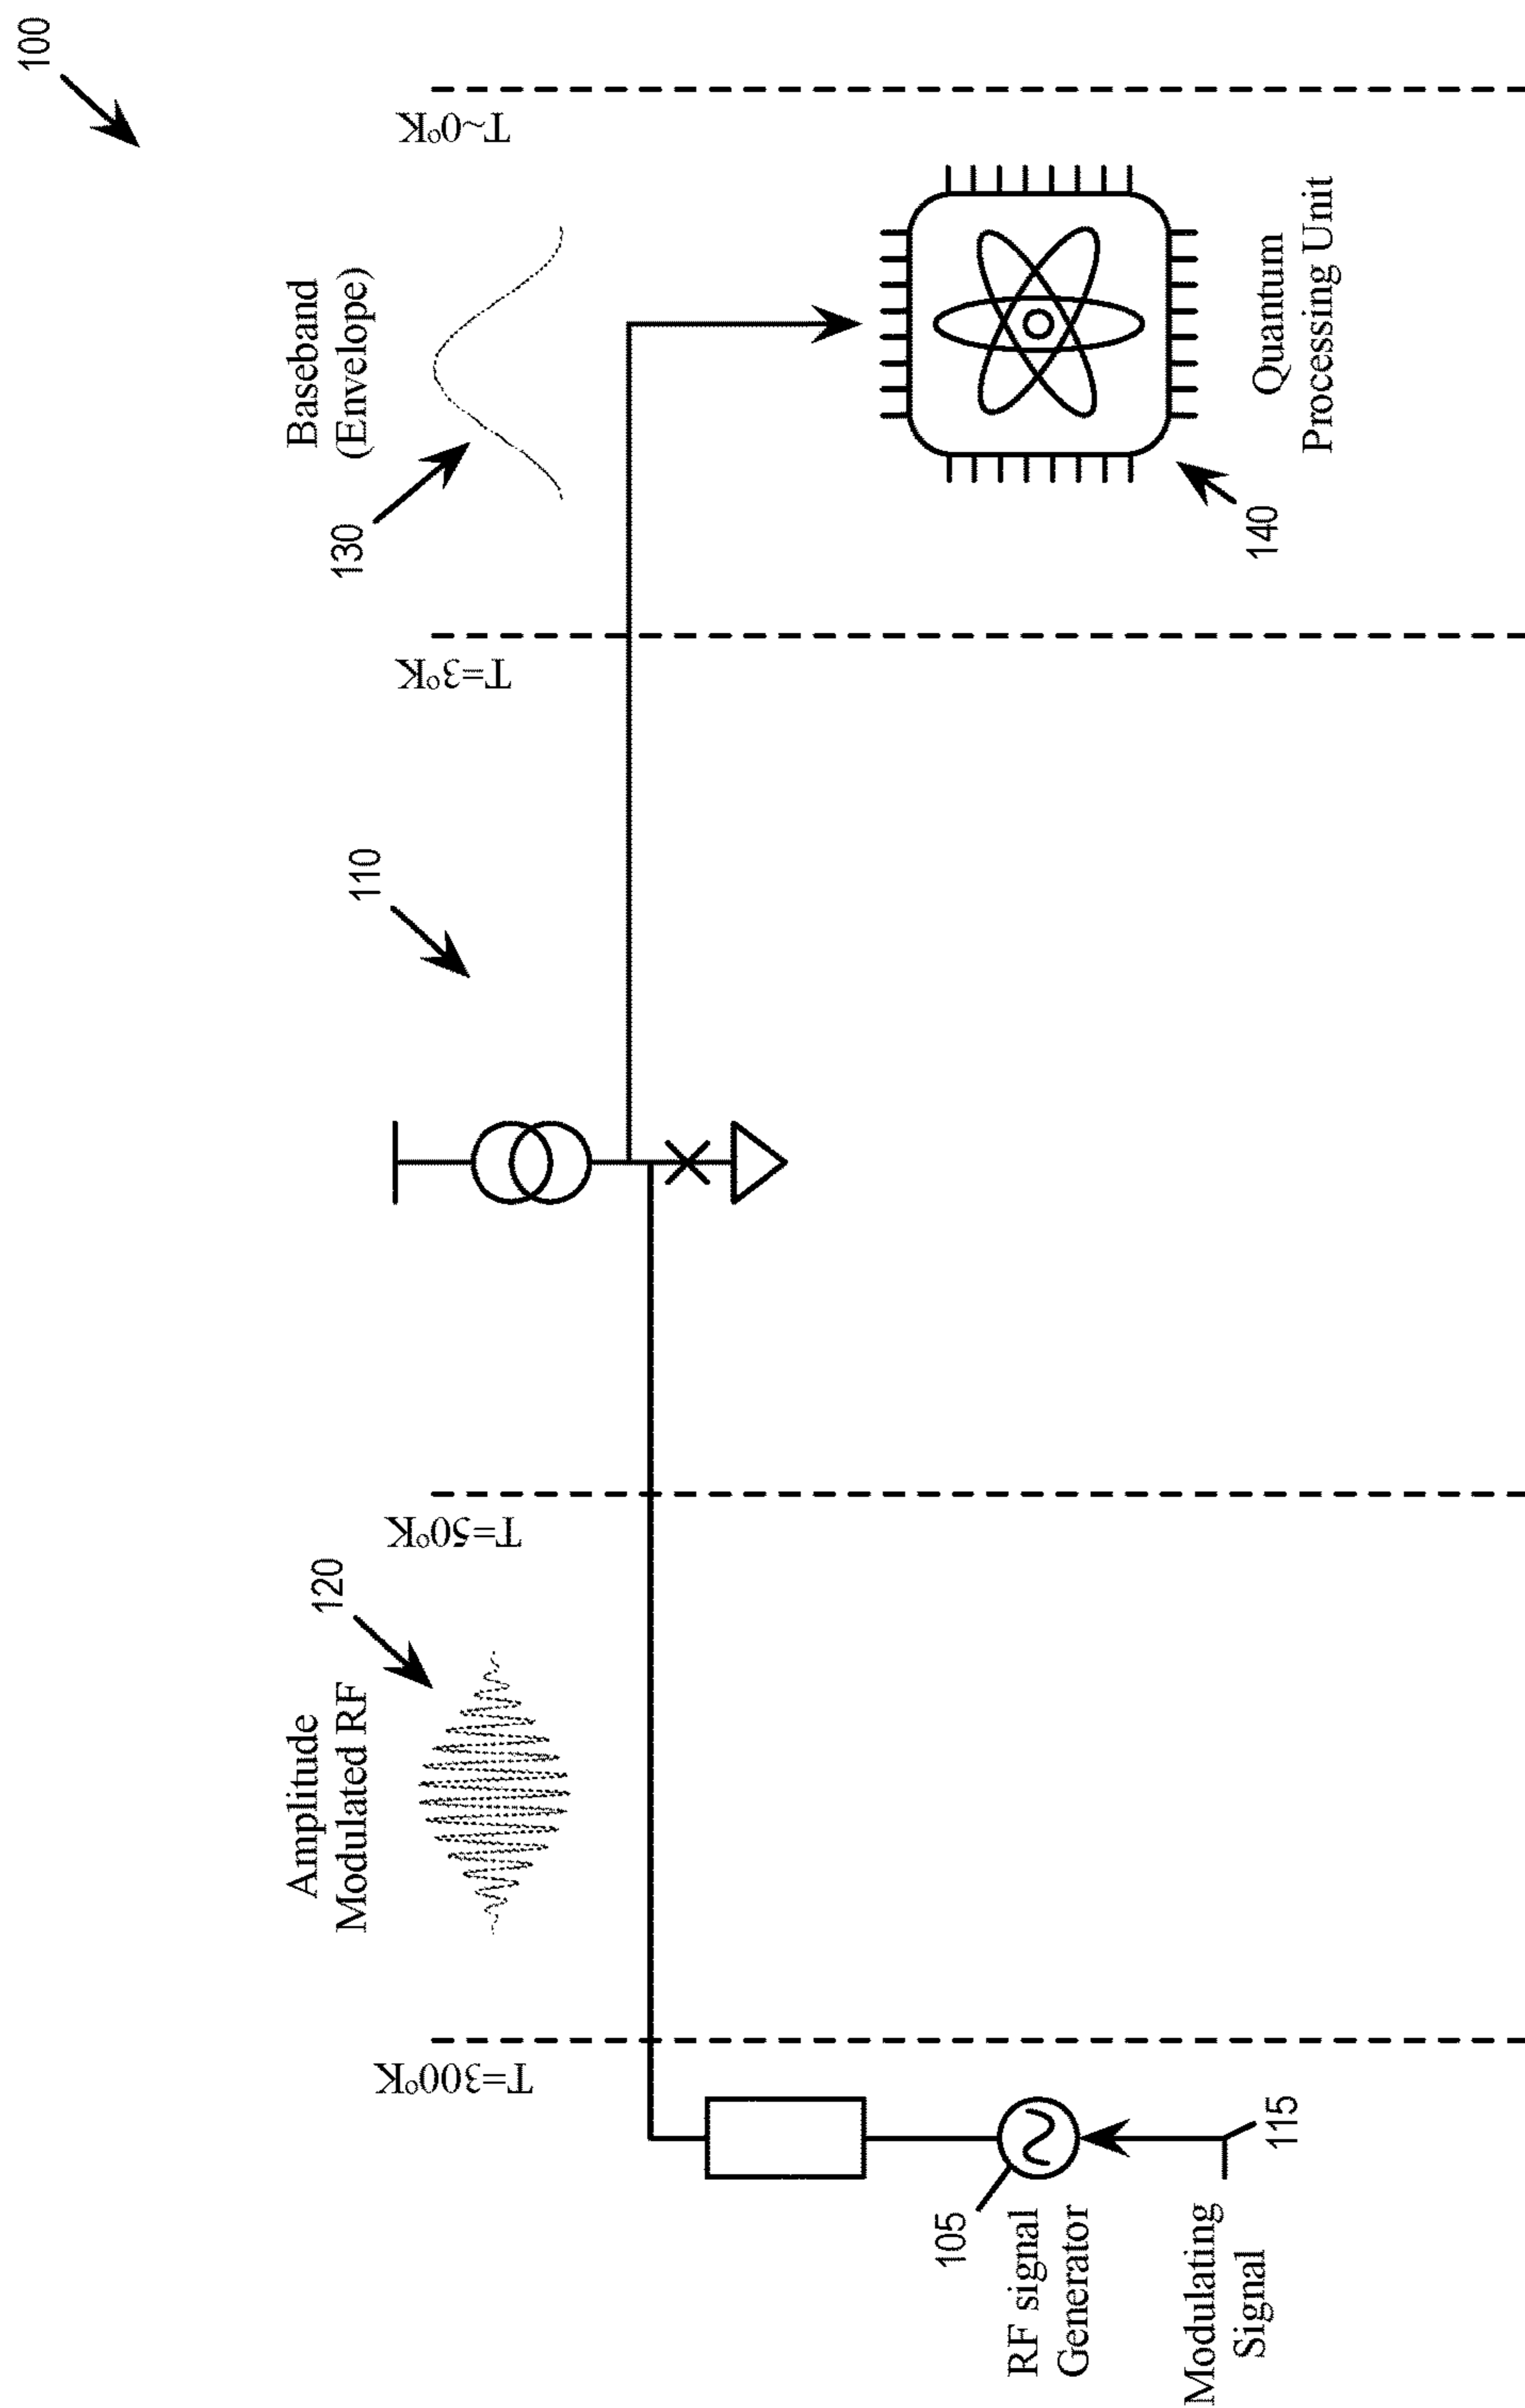 100
Amplitude
Modulated RF
120
110
130
Baseband
(Envelope)
T=300°K
T=50°K
T=3°K
T~0°K
105
RF signal
Generator
Modulating
Signal
115
140
Quantum
Processing Unit